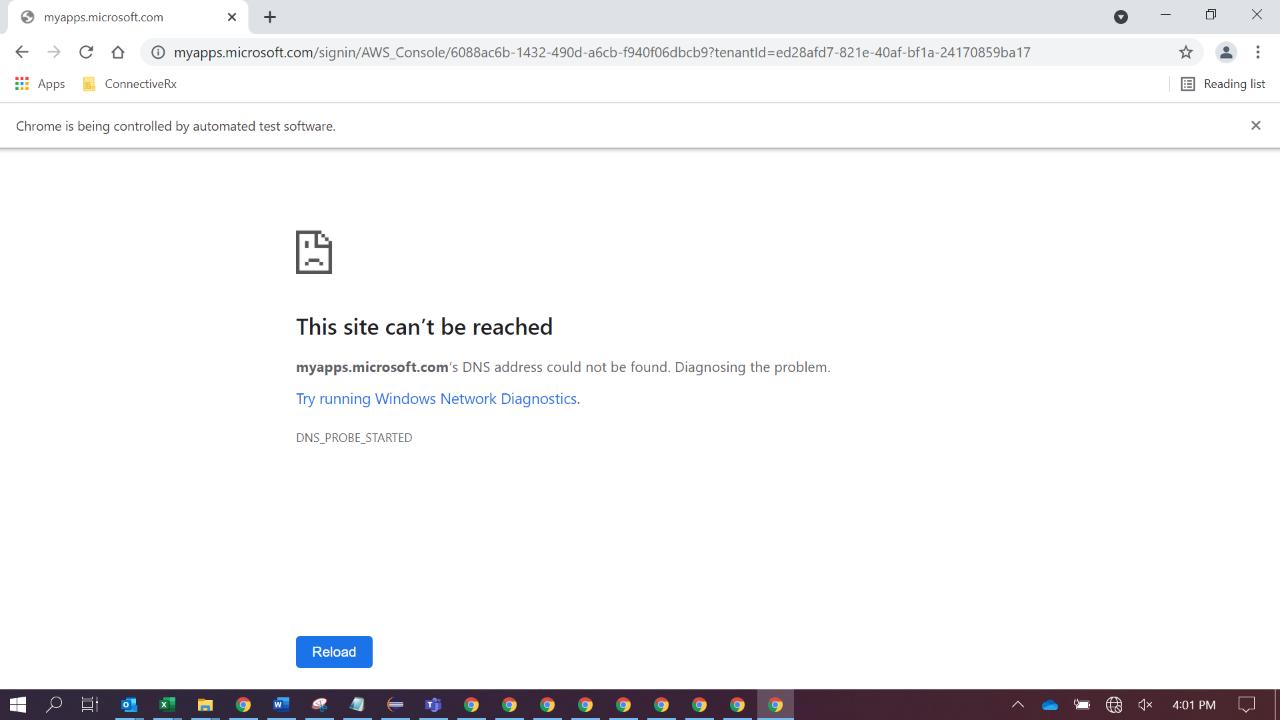 myapps.microsoft.com
myapps.microsoft.com/signin/AWS_Console/6088ac6b-1432-490d-a6cb-f940f06dbcb9?tenantId=ed28afd7-821e-40af-bf1a-24170859ba17
Apps
ConnectiveRx
Reading list
Chrome is being controlled by automated test software.
This site can’t be reached
myapps.microsoft.com's DNS address could not be found. Diagnosing the problem.
Try running Windows Network Diagnostics.
DNS_PROBE_STARTED
Reload
4:01 PM